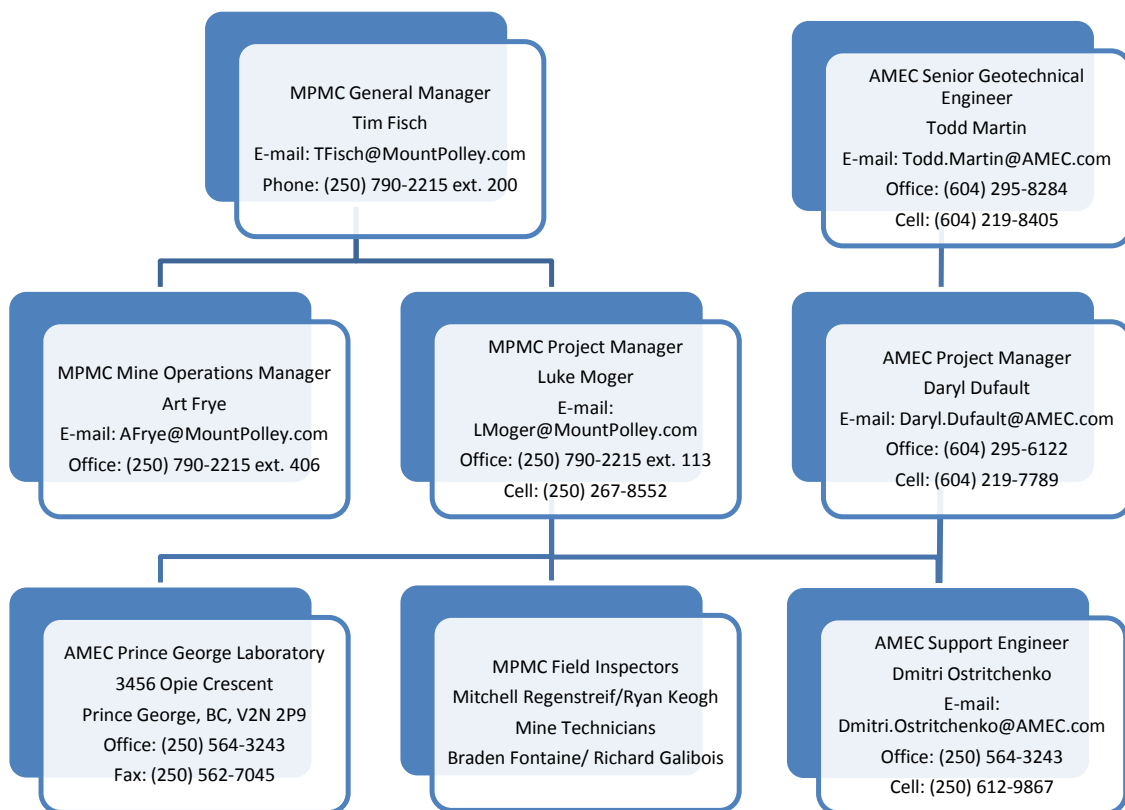 MPMC General Manager
Tim Fisch
E-mail: TFisch@MountPolley.com
Phone: (250) 790-2215 ext. 200
AMEC Senior Geotechnical
Engineer
Todd Martin
E-mail: Todd.Martin@AMEC.com
Office: (604) 295-8284
Cell: (604) 219-8405
MPMC Mine Operations Manager
Art Frye
E-mail: AFrye@MountPolley.com
Office: (250) 790-2215 ext. 406
MPMC Project Manager
Luke Moger
E-mail:
LMoger@MountPolley.com
Office: (250) 790-2215 ext. 113
Cell: (250) 267-8552
AMEC Project Manager
Daryl Dufault
E-mail: Daryl.Dufault@AMEC.com
Office: (604) 295-6122
Cell: (604) 219-7789
AMEC Prince George Laboratory
3456 Opie Crescent
Prince George, BC, V2N 2P9
Office: (250) 564-3243
Fax: (250) 562-7045
MPMC Field Inspectors
Mitchell Regenstreif/Ryan Keogh
Mine Technicians
Braden Fontaine/ Richard Galibois
AMEC Support Engineer
Dmitri Ostritchenko
E-mail:
Dmitri.Ostritchenko@AMEC.com
Office: (250) 564-3243
Cell: (250) 612-9867